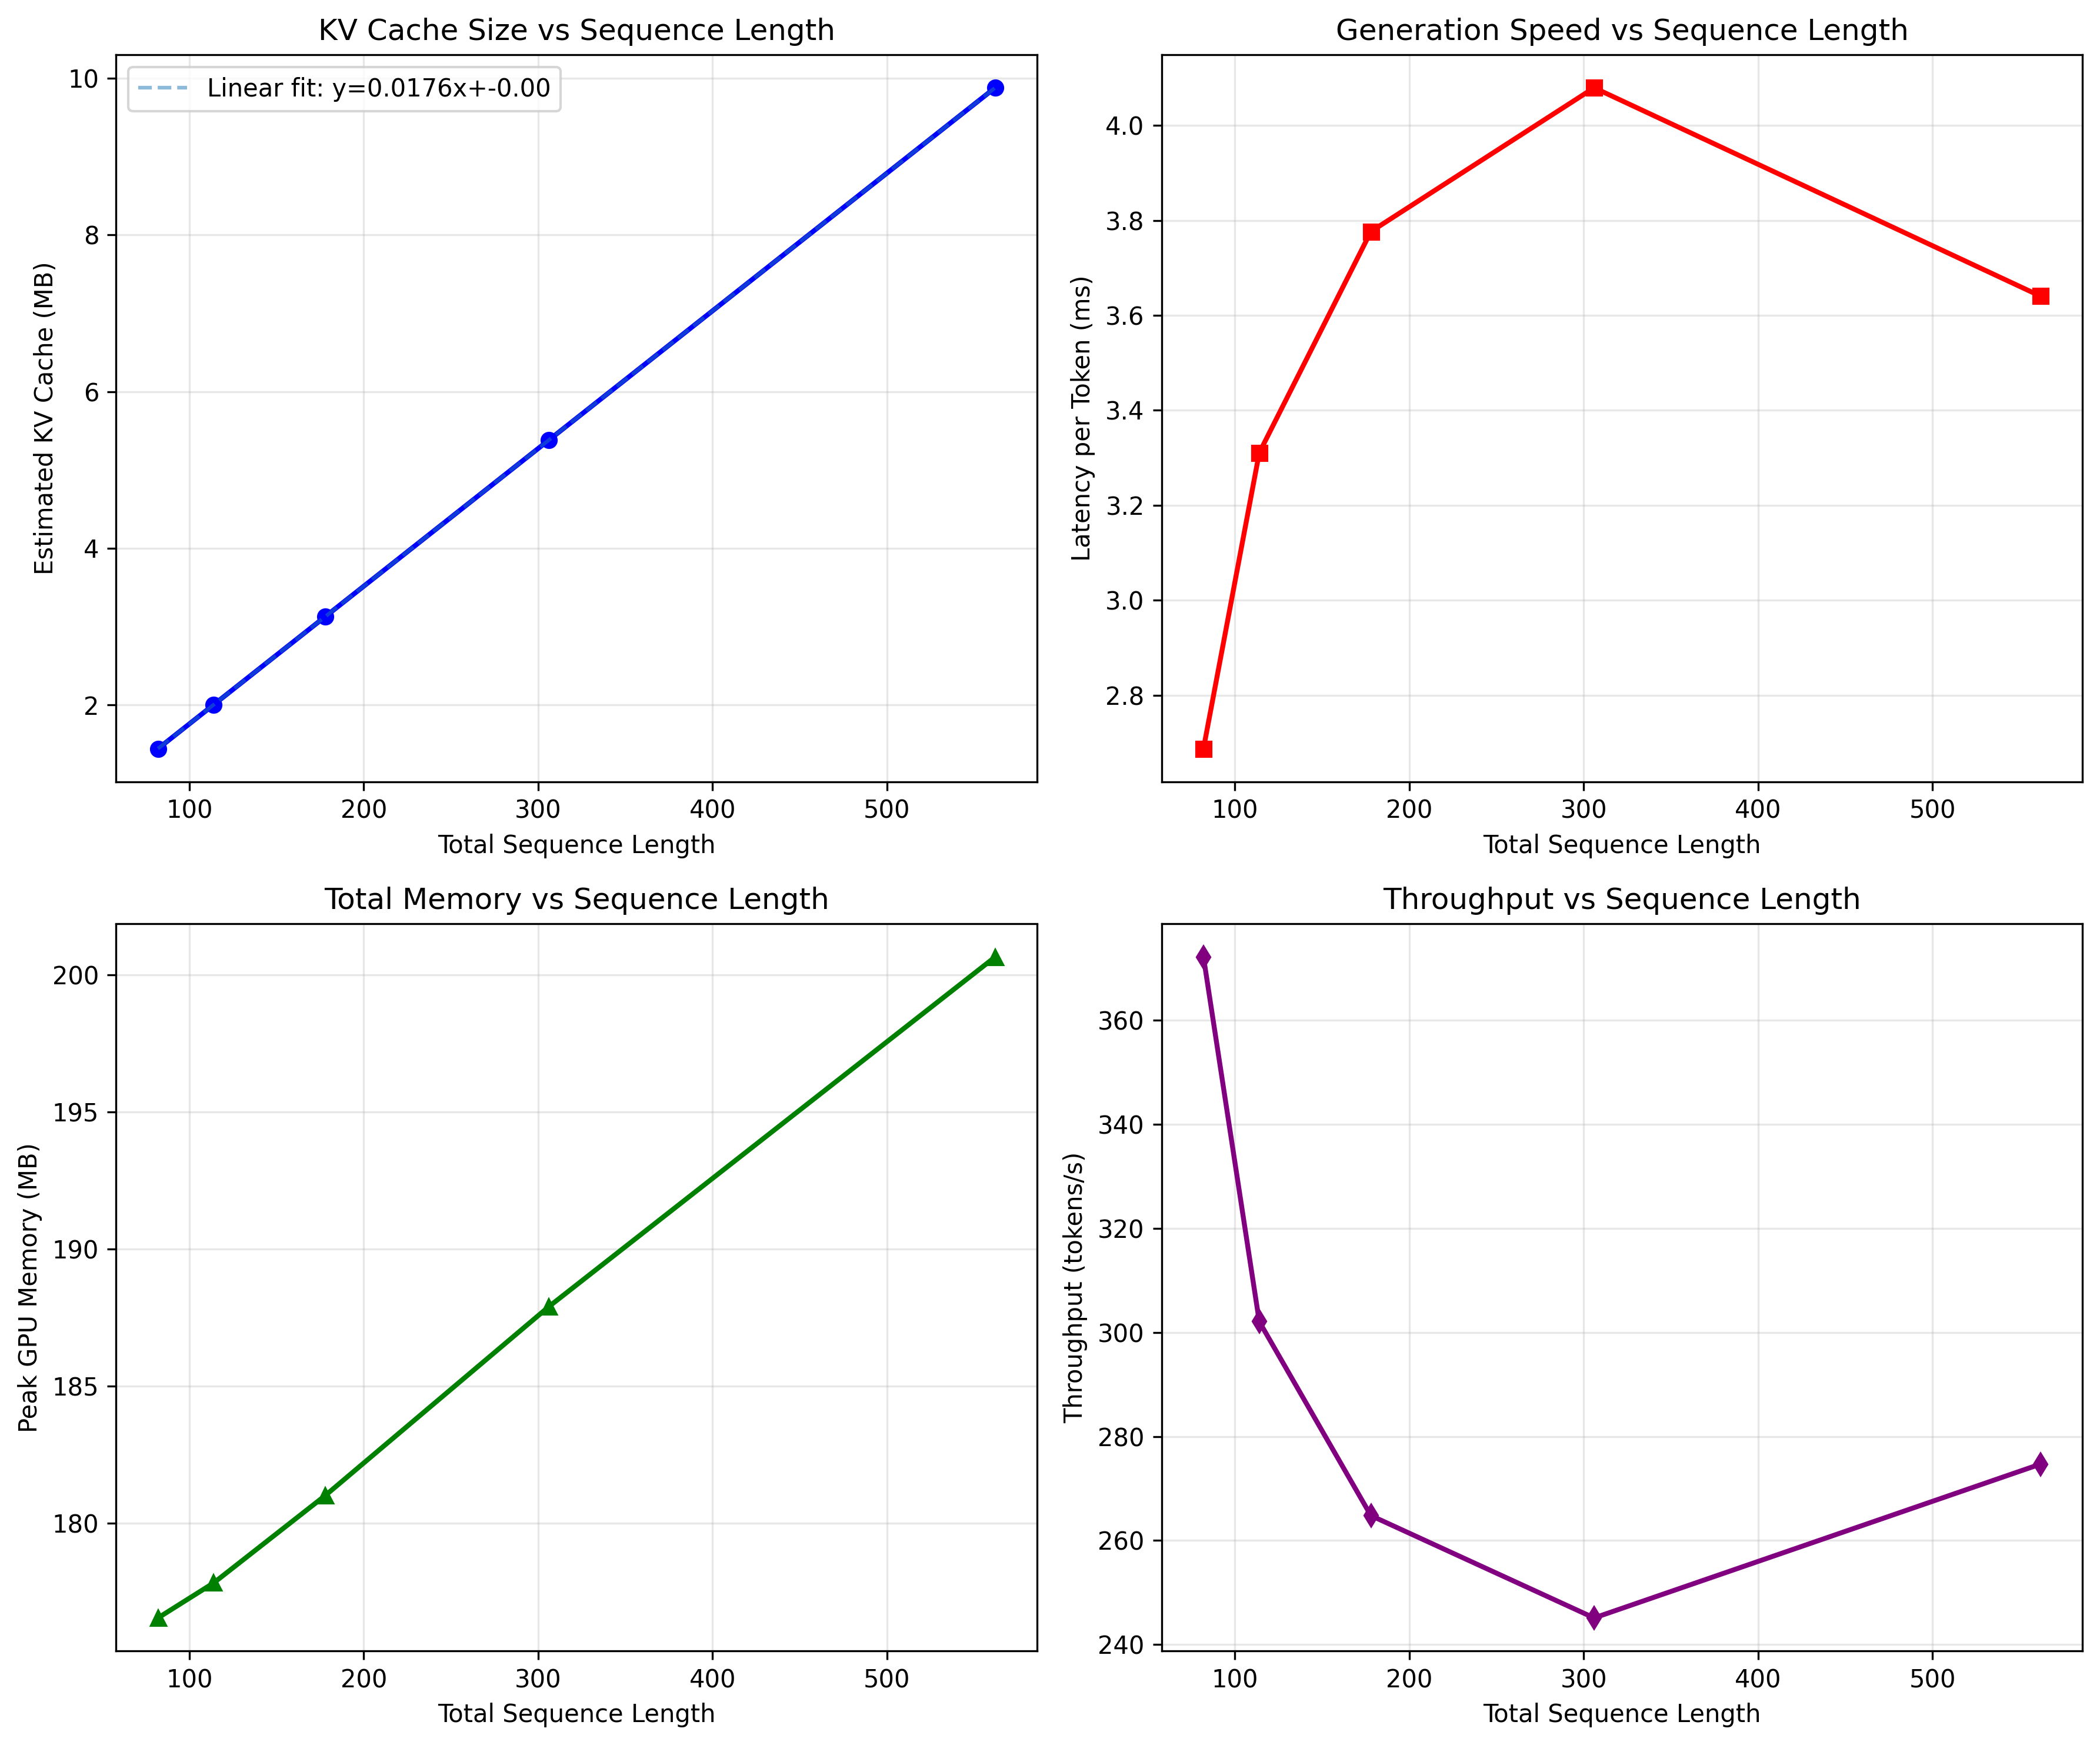 KV Cache Size vs Sequence Length
Linear fit: y=0.0176x+-0.00
Estimated KV Cache (MB)
10
8
6
4
2
100 200 300 400 500
Total Sequence Length
Generation Speed vs Sequence Length
Latency per Token (ms)
4.0
3.8
3.6
3.4
3.2
3.0
2.8
100 200 300 400 500
Total Sequence Length
Total Memory vs Sequence Length
Peak GPU Memory (MB)
200
195
190
185
180
100 200 300 400 500
Total Sequence Length
Throughput vs Sequence Length
Throughput (tokens/s)
360
340
320
300
280
260
240
100 200 300 400 500
Total Sequence Length